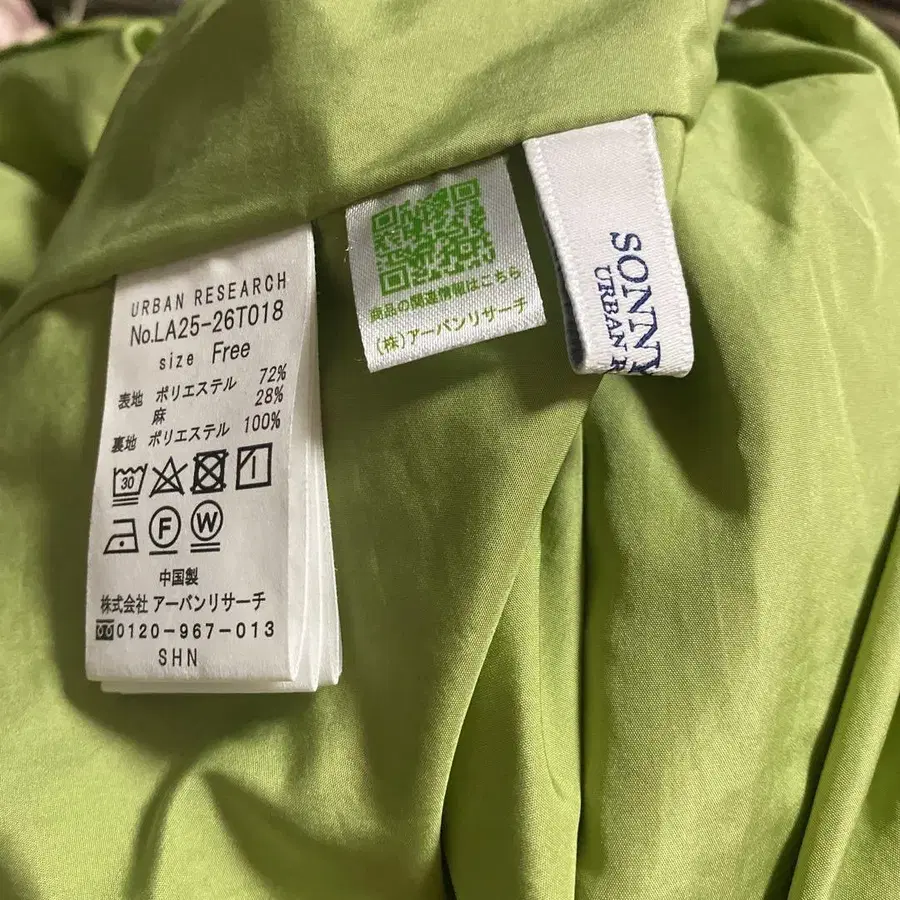 URBAN RESEARCH
No.LA25-26T018
size Free
表地 ポリエステル 72%
麻 28%
裏地 ポリエステル 100%
30
F W
中国製
株式会社 アーバンリサーチ
0120-967-013
SHN
商品の関連情報はこちら
(株)アーバンリサーチ
SONNY
URBAN R